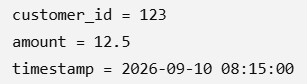 customer_id = 123
amount = 12.5
timestamp = 2026-09-10 08:15:00